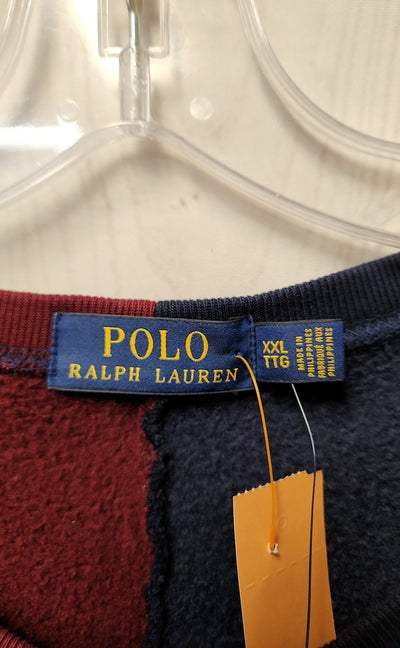 POLO
RALPH LAUREN
XXL
TTG
MADE IN
PHILIPPINES
FABRIQUÉ AUX
PHILIPPINES